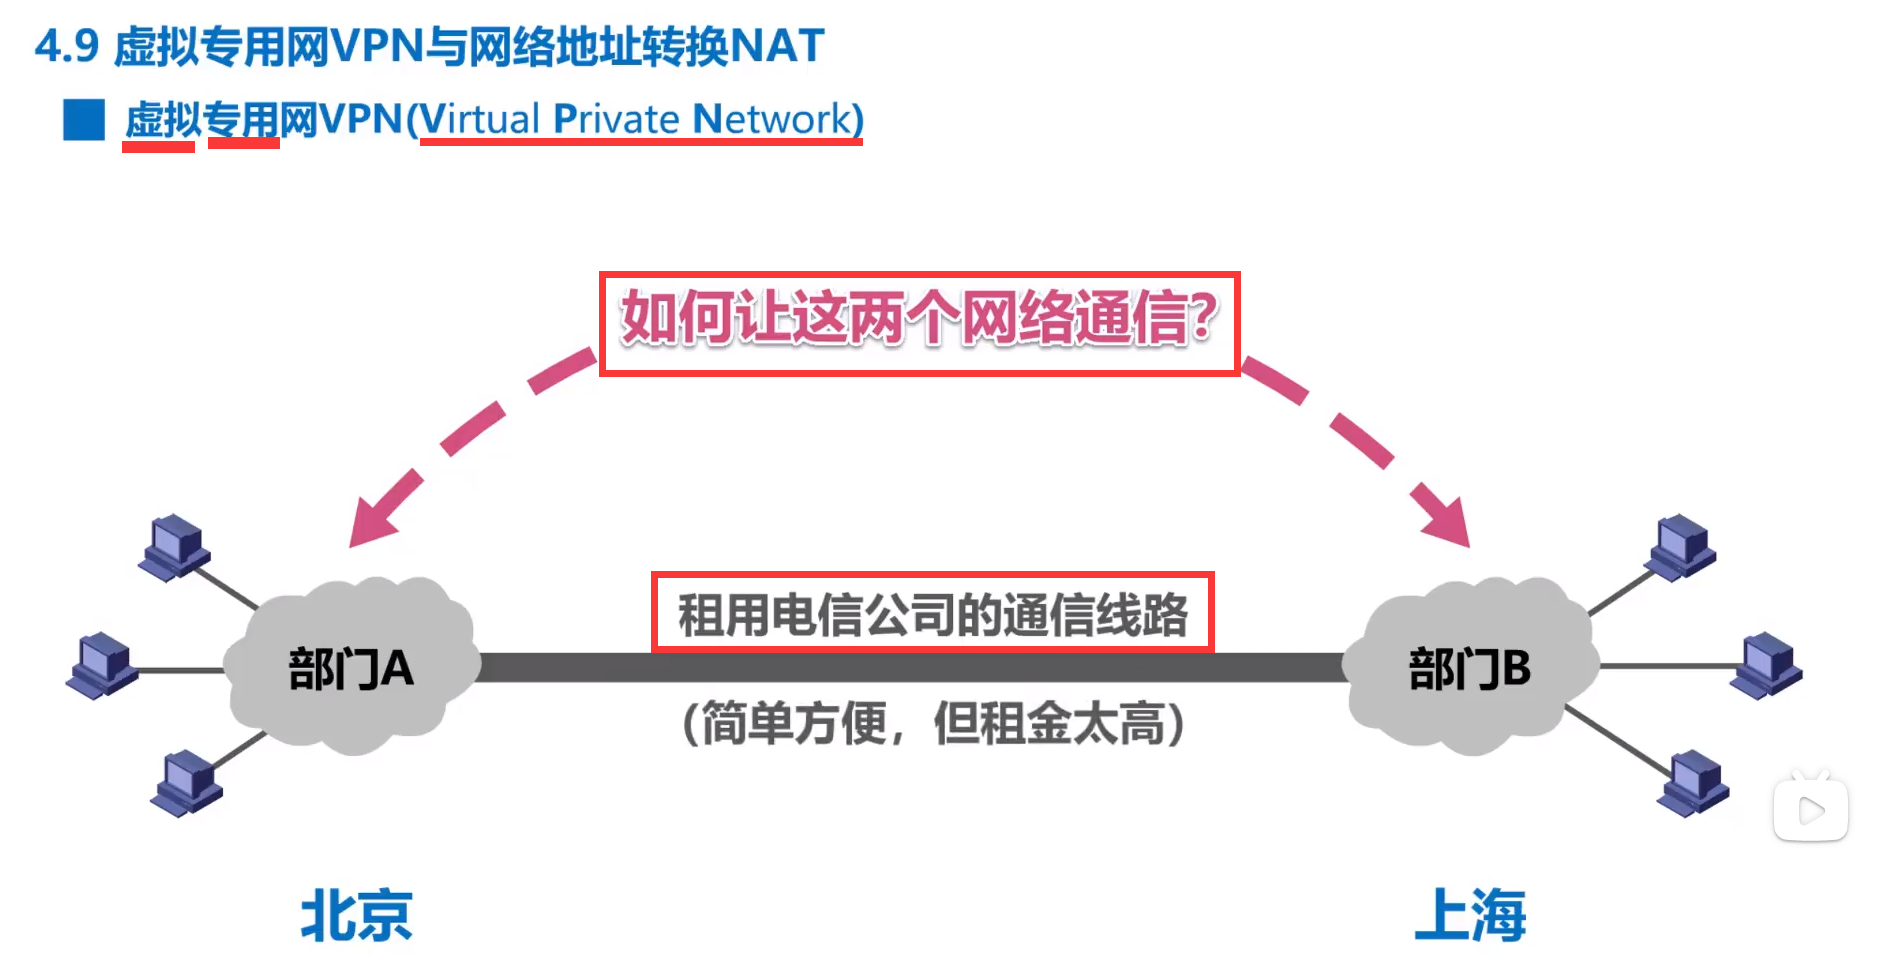 4.9 虚拟专用网VPN与网络地址转换NAT
虚拟专用网VPN(Virtual Private Network)
如何让这两个网络通信?
租用电信公司的通信线路
部门A
部门B
(简单方便，但租金太高)
北京
上海